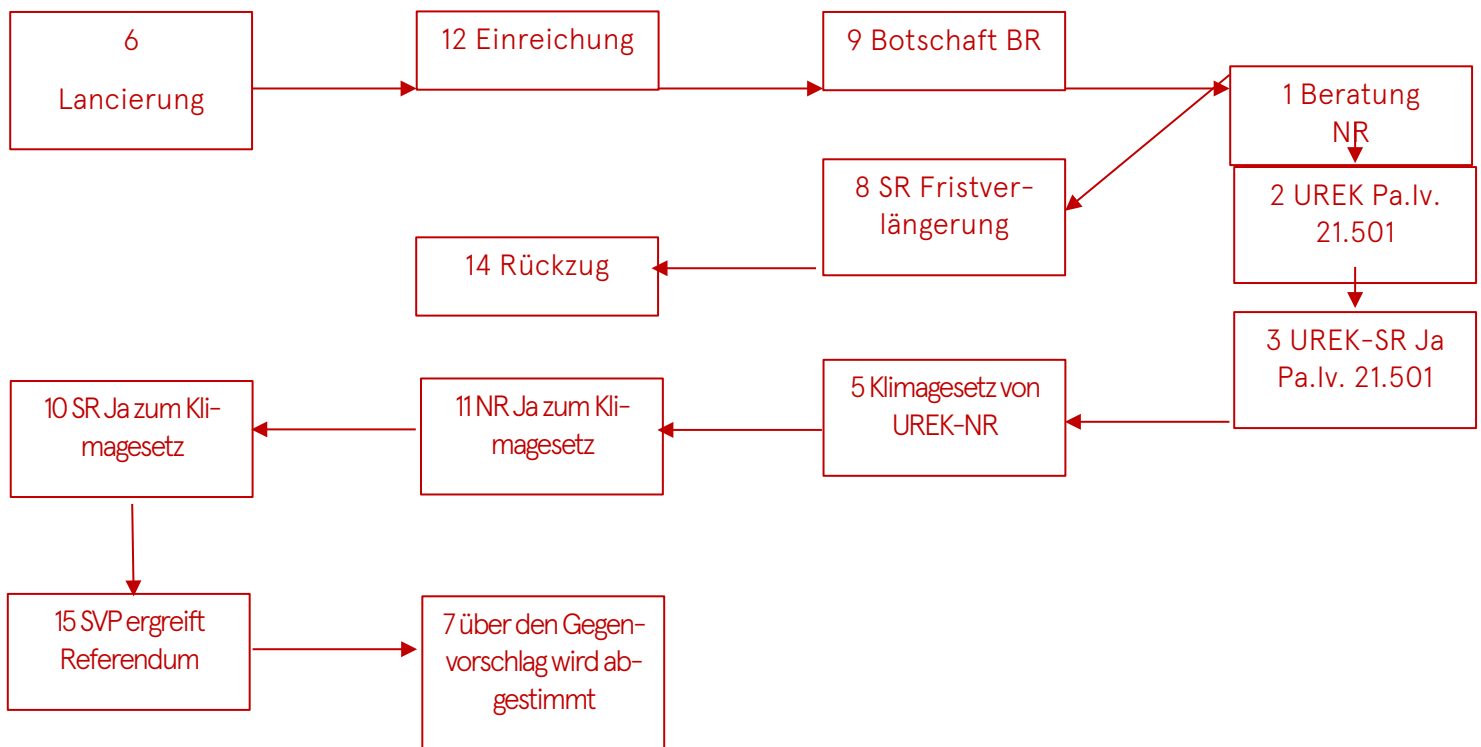 6
Lancierung
12 Einreichung
9 Botschaft BR
1 Beratung
NR
8 SR Fristver-
längerung
2 UREK Pa.Iv.
21.501
14 Rückzug
3 UREK-SR Ja
Pa.Iv. 21.501
5 Klimagesetz von
UREK-NR
11 NR Ja zum Kli-
magesetz
10 SR Ja zum Kli-
magesetz
15 SVP ergreift
Referendum
7 über den Gegen-
vorschlag wird ab-
gestimmt